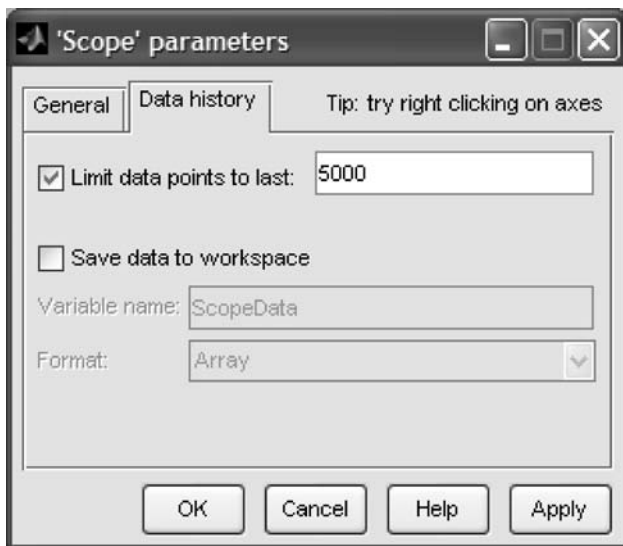 'Scope' parameters
General Data history Tip: try right clicking on axes
Limit data points to last: 5000
Save data to workspace
Variable name: ScopeData
Format: Array
OK Cancel Help Apply